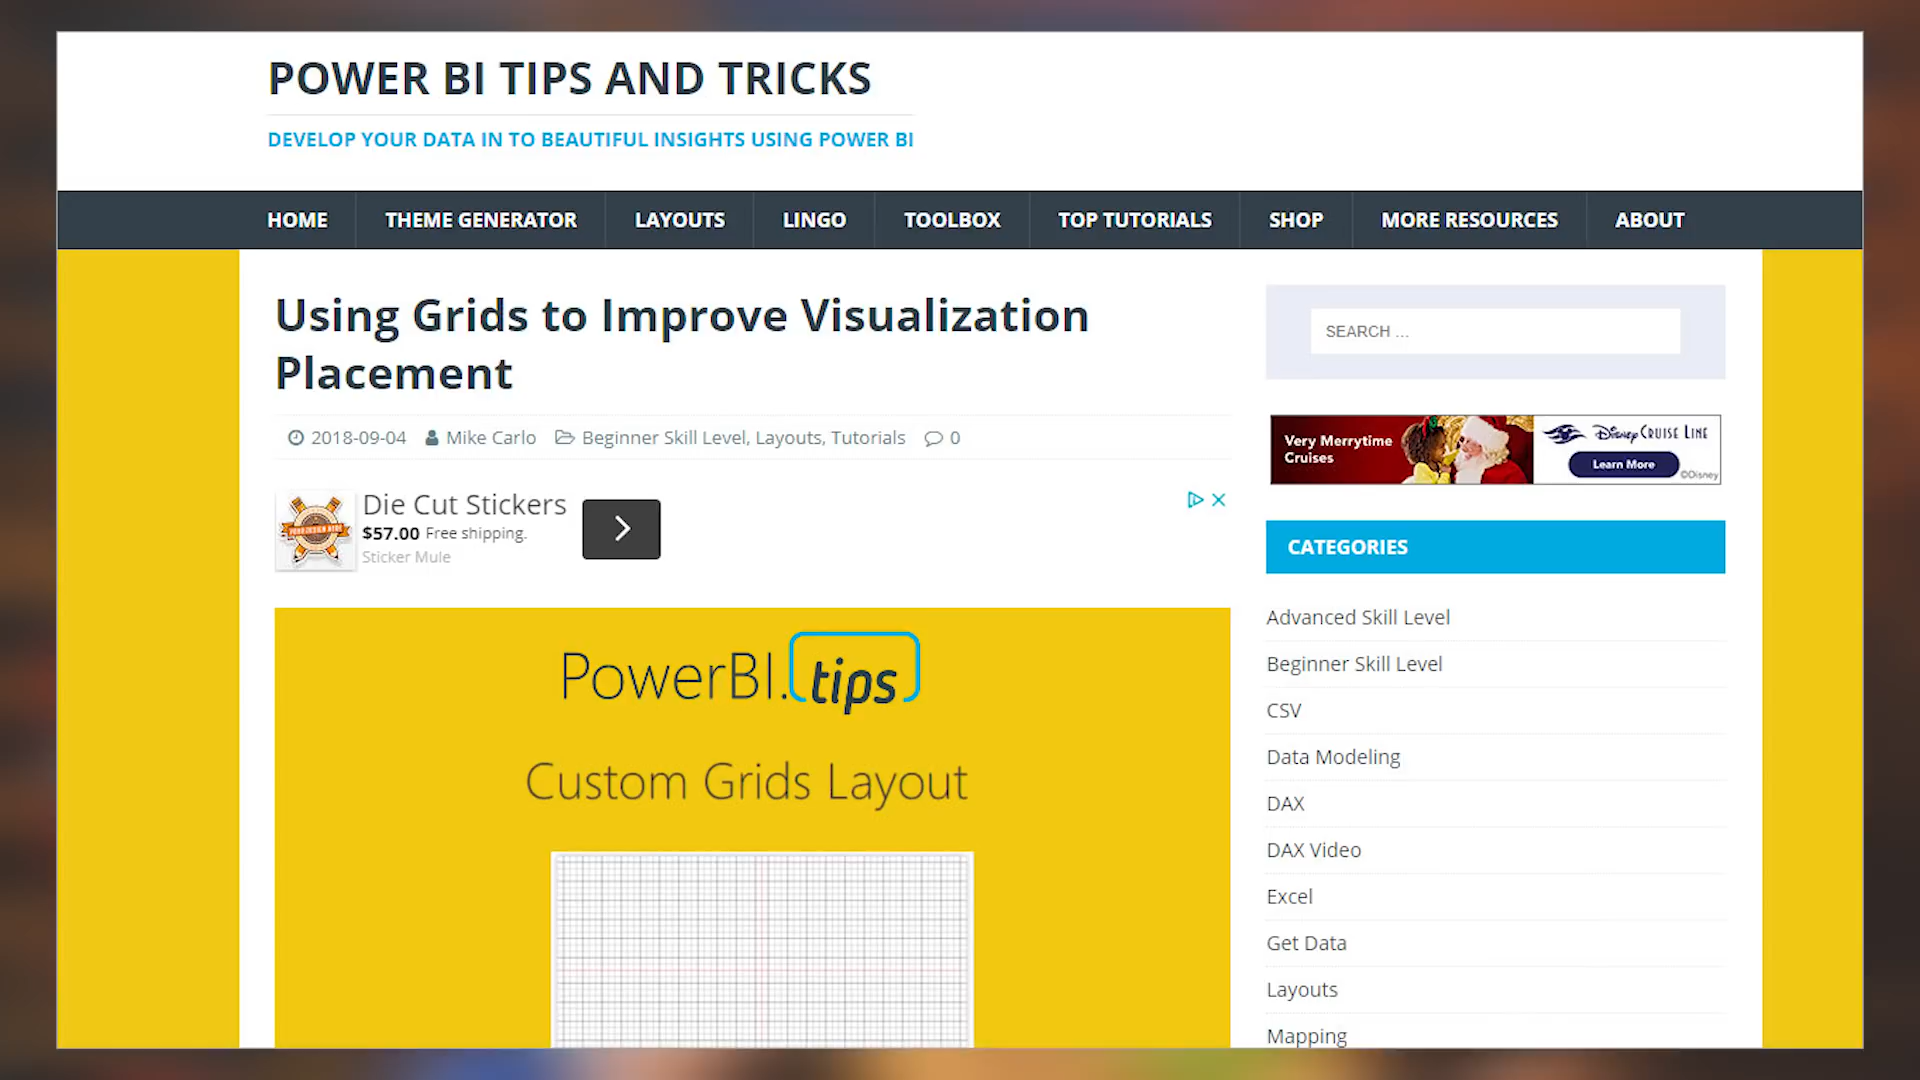 POWER BI TIPS AND TRICKS
DEVELOP YOUR DATA IN TO BEAUTIFUL INSIGHTS USING POWER BI
HOME THEME GENERATOR LAYOUTS LINGO TOOLBOX TOP TUTORIALS SHOP MORE RESOURCES ABOUT
Using Grids to Improve Visualization
Placement
2018-09-04 Mike Carlo Beginner Skill Level, Layouts, Tutorials 0
Die Cut Stickers
$57.00 Free shipping.
Sticker Mule
PowerBI.tips
Custom Grids Layout
SEARCH ...
Very Merrytime
Cruises
Disney CRUISE LINE
Learn More
©Disney
CATEGORIES
Advanced Skill Level
Beginner Skill Level
CSV
Data Modeling
DAX
DAX Video
Excel
Get Data
Layouts
Mapping